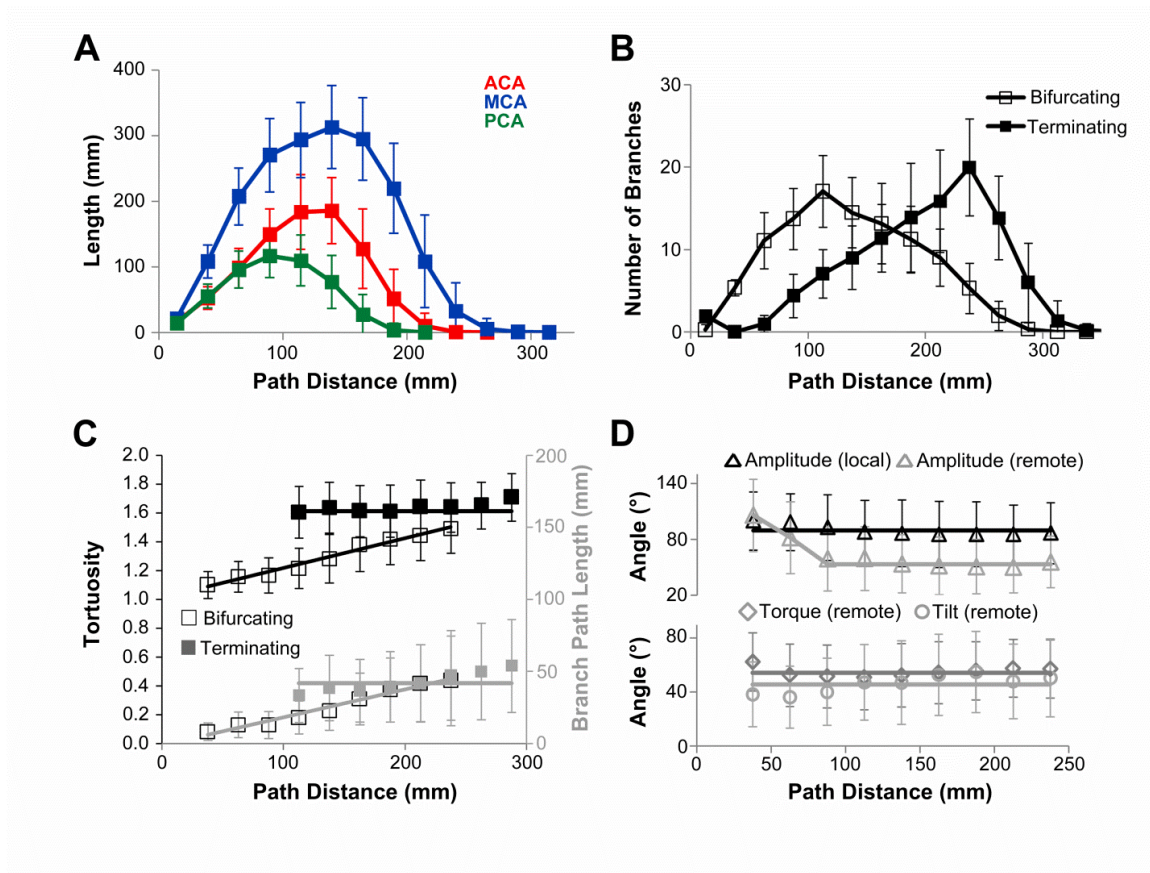 A
400
300
200
100
0
Length (mm)
ACA
MCA
PCA
0 100 200 300
Path Distance (mm)
B
30
20
10
0
Number of Branches
Bifurcating
Terminating
0 100 200 300
Path Distance (mm)
C
2.0
1.8
1.6
1.4
1.2
1.0
0.8
0.6
0.4
0.2
0.0
Tortuosity
Bifurcating
Terminating
200
150
100
50
0
Branch Path Length (mm)
0 100 200 300
Path Distance (mm)
D
Amplitude (local) Amplitude (remote)
140
80
20
Angle (°)
Torque (remote) Tilt (remote)
80
40
0
Angle (°)
0 50 100 150 200 250
Path Distance (mm)